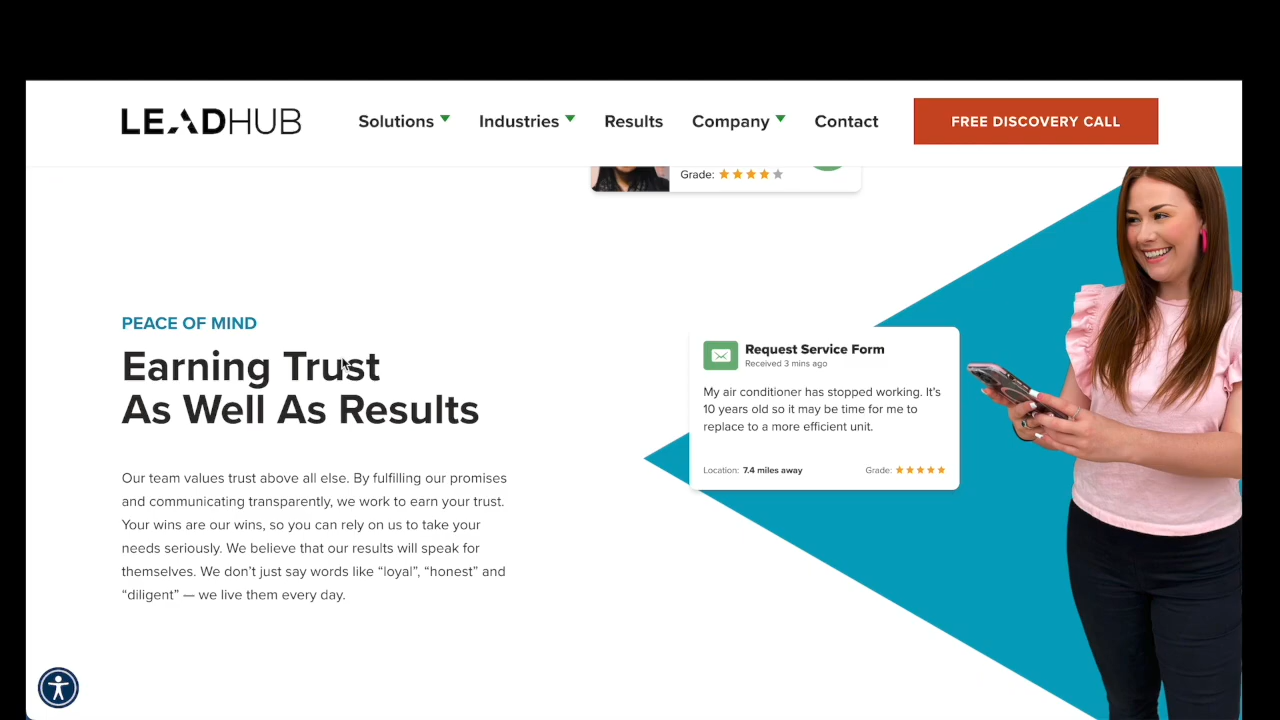 LEADHUB
Solutions
Industries
Results
Company
Contact
FREE DISCOVERY CALL
Grade:
PEACE OF MIND
Earning Trust
As Well As Results
Our team values trust above all else. By fulfilling our promises
and communicating transparently, we work to earn your trust.
Your wins are our wins, so you can rely on us to take your
needs seriously. We believe that our results will speak for
themselves. We don’t just say words like “loyal”, “honest” and
“diligent” — we live them every day.
Request Service Form
Received 3 mins ago
My air conditioner has stopped working. It’s
10 years old so it may be time for me to
replace to a more efficient unit.
Location: 7.4 miles away
Grade: